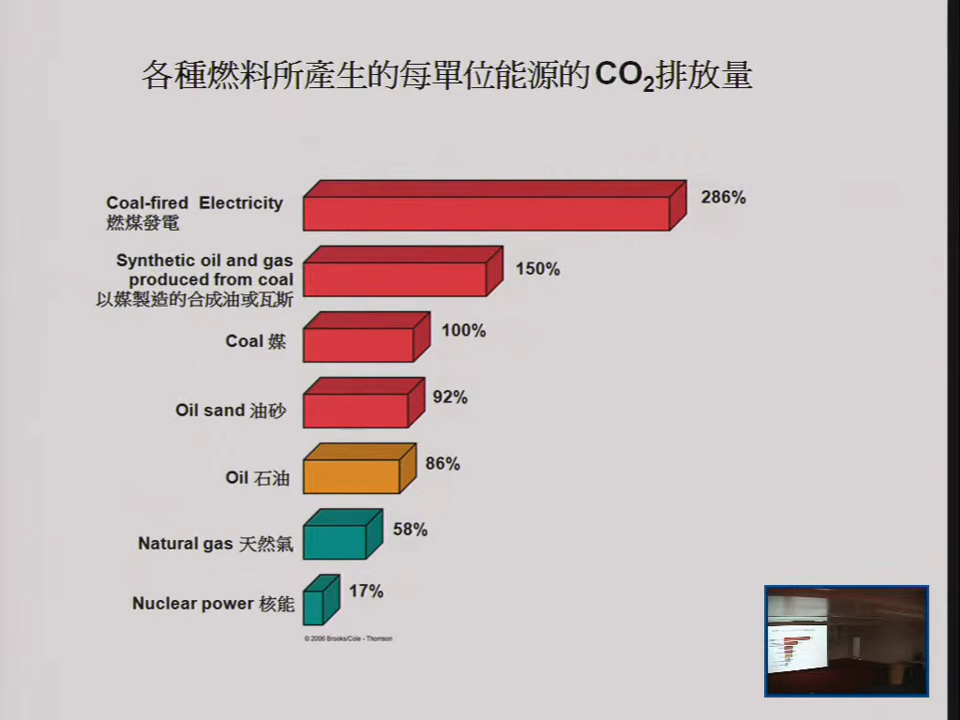 各種燃料所產生的每單位能源的CO₂排放量
Coal-fired Electricity
燃煤發電
286%
Synthetic oil and gas
produced from coal
以媒製造的合成油或瓦斯
150%
Coal 媒
100%
Oil sand 油砂
92%
Oil 石油
86%
Natural gas 天然氣
58%
Nuclear power 核能
17%
© 2006 Brooks/Cole - Thomson